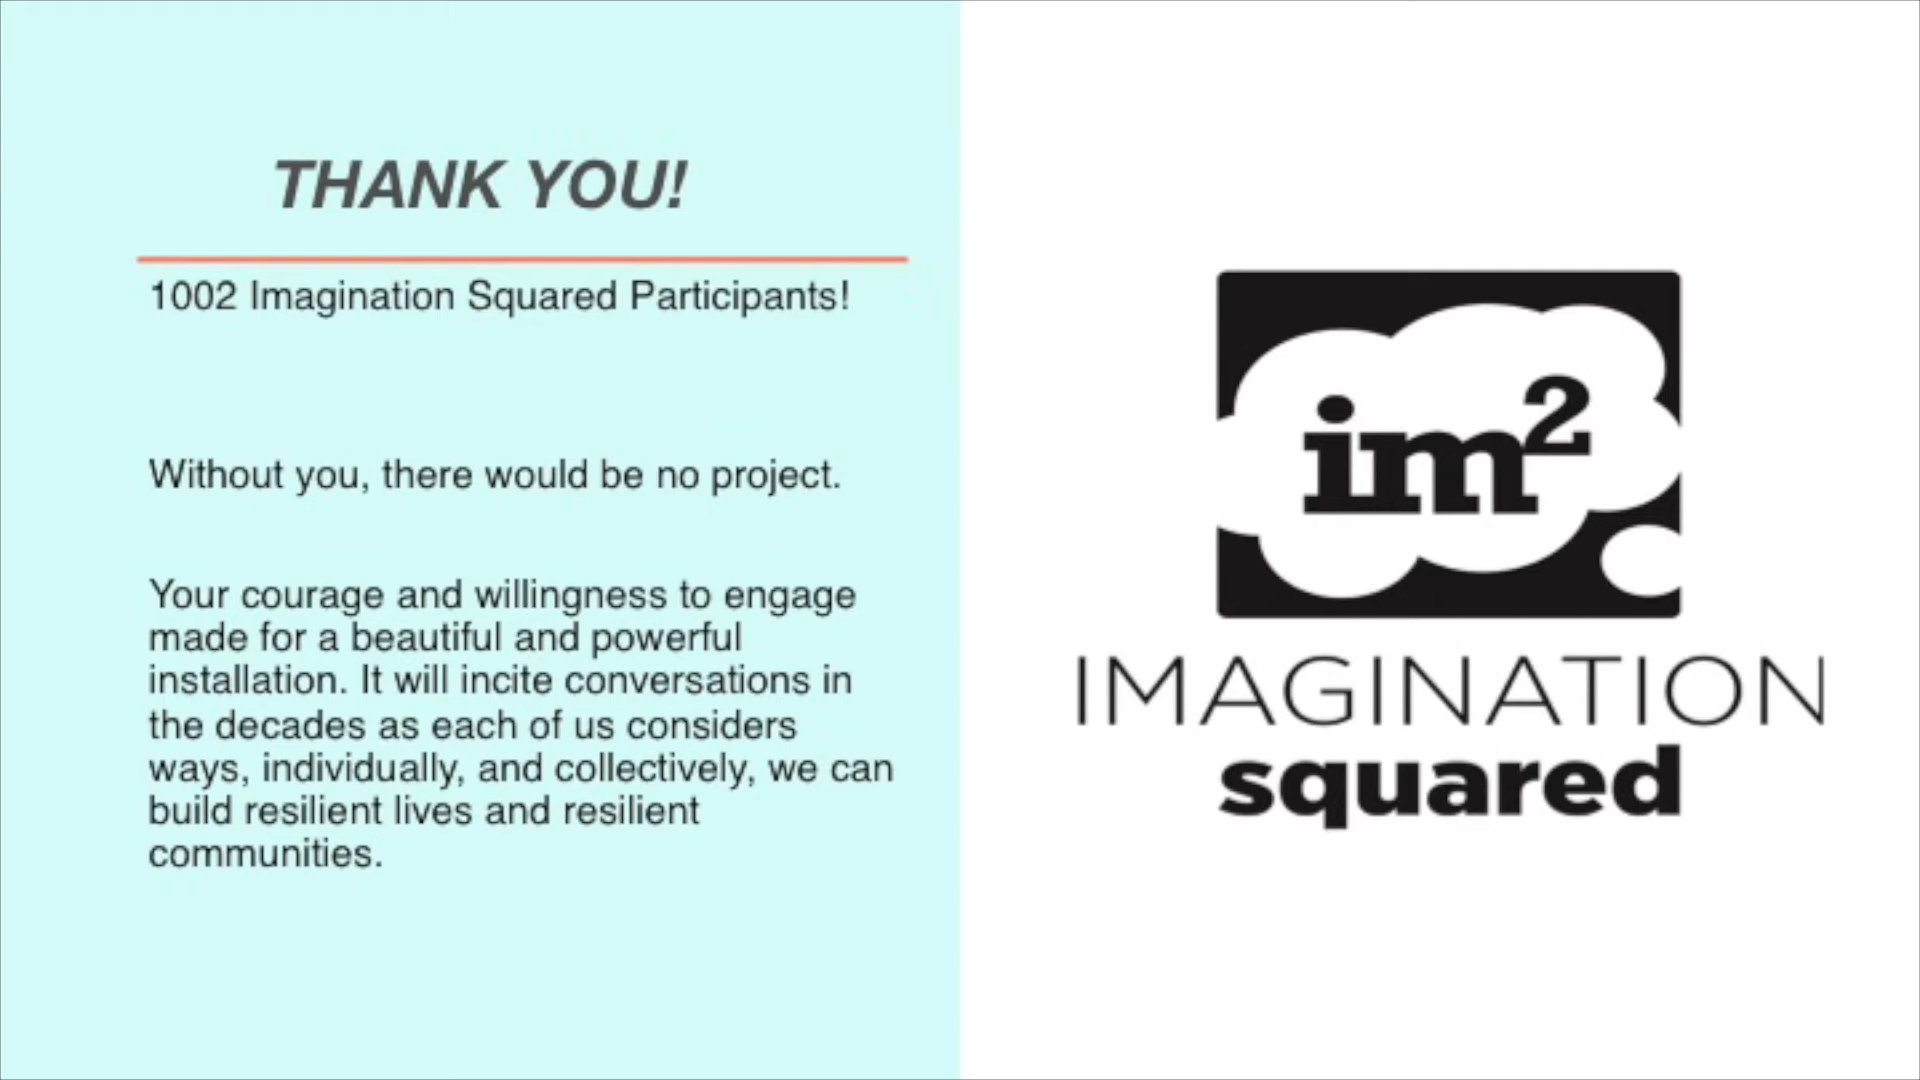 THANK YOU!
1002 Imagination Squared Participants!
Without you, there would be no project.
Your courage and willingness to engage
made for a beautiful and powerful
installation. It will incite conversations in
the decades as each of us considers
ways, individually, and collectively, we can
build resilient lives and resilient
communities.
im²
IMAGINATION
squared